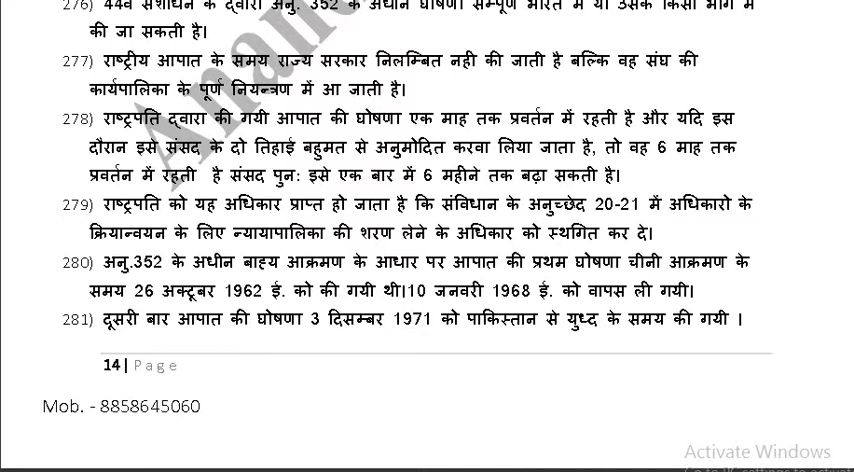 276) 44वें संशोधन के द्वारा अनु. 352 के अधीन घोषणा सम्पूर्ण भारत में या उसके किसी भाग में
की जा सकती है।
277) राष्ट्रीय आपात के समय राज्य सरकार निलम्बित नही की जाती है बल्कि वह संघ की
कार्यपालिका के पूर्ण नियन्त्रण में आ जाती है।
278) राष्ट्रपति द्वारा की गयी आपात की घोषणा एक माह तक प्रवर्तन में रहती है और यदि इस
दौरान इसे संसद के दो तिहाई बहुमत से अनुमोदित करवा लिया जाता है, तो वह 6 माह तक
प्रवर्तन में रहती है संसद पुन: इसे एक बार में 6 महीने तक बढ़ा सकती है।
279) राष्ट्रपति को यह अधिकार प्राप्त हो जाता है कि संविधान के अनुच्छेद 20-21 में अधिकारो के
क्रियान्वयन के लिए न्यायापालिका की शरण लेने के अधिकार को स्थगित कर दे।
280) अनु.352 के अधीन बाह्य आक्रमण के आधार पर आपात की प्रथम घोषणा चीनी आक्रमण के
समय 26 अक्टूबर 1962 ई. को की गयी थी।10 जनवरी 1968 ई. को वापस ली गयी।
281) दूसरी बार आपात की घोषणा 3 दिसम्बर 1971 को पाकिस्तान से युध्द के समय की गयी ।
14| Page
Mob. - 8858645060
Activate Windows